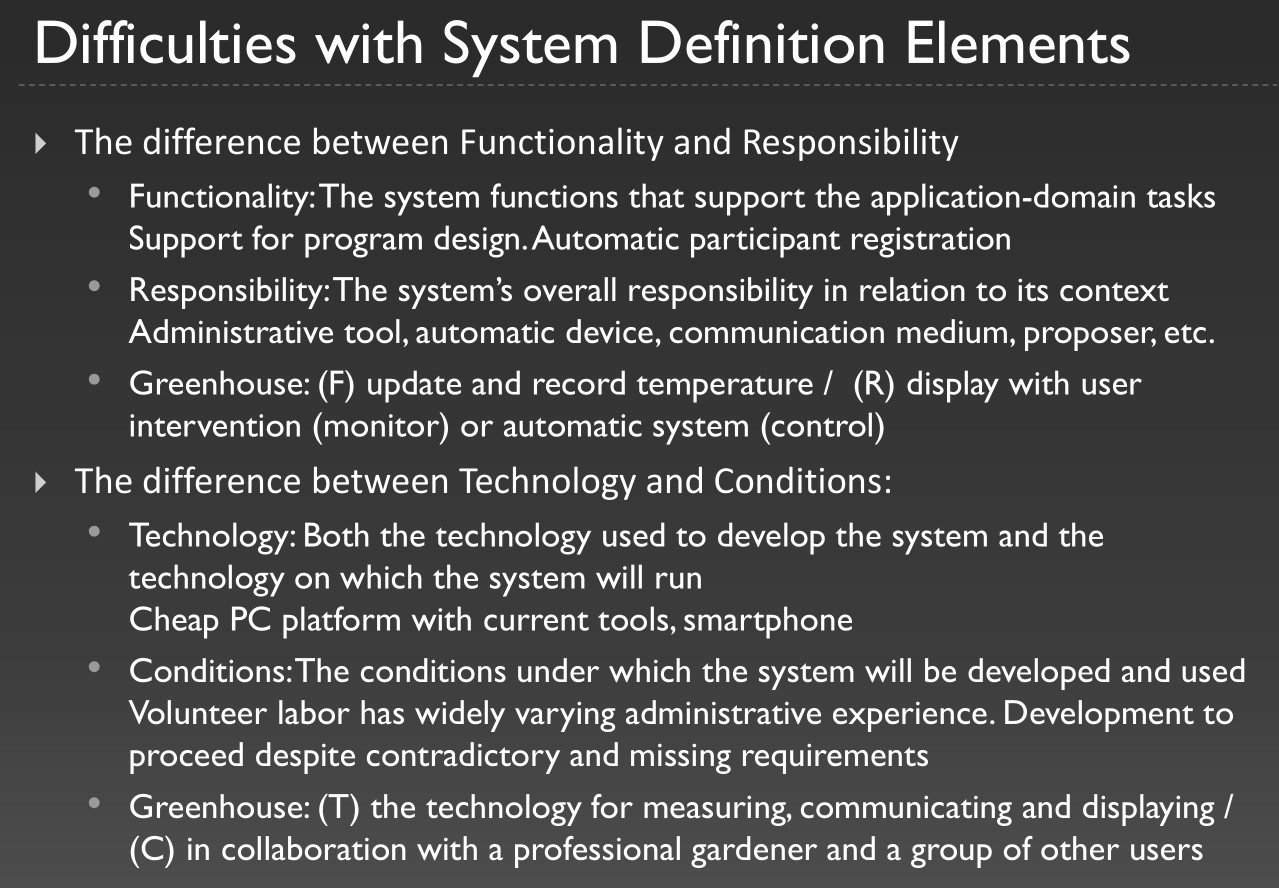 Difficulties with System Definition Elements
The difference between Functionality and Responsibility
Functionality: The system functions that support the application-domain tasks
Support for program design. Automatic participant registration
Responsibility: The system's overall responsibility in relation to its context
Administrative tool, automatic device, communication medium, proposer, etc.
Greenhouse: (F) update and record temperature / (R) display with user
intervention (monitor) or automatic system (control)
The difference between Technology and Conditions:
Technology: Both the technology used to develop the system and the
technology on which the system will run
Cheap PC platform with current tools, smartphone
Conditions: The conditions under which the system will be developed and used
Volunteer labor has widely varying administrative experience. Development to
proceed despite contradictory and missing requirements
Greenhouse: (T) the technology for measuring, communicating and displaying /
(C) in collaboration with a professional gardener and a group of other users